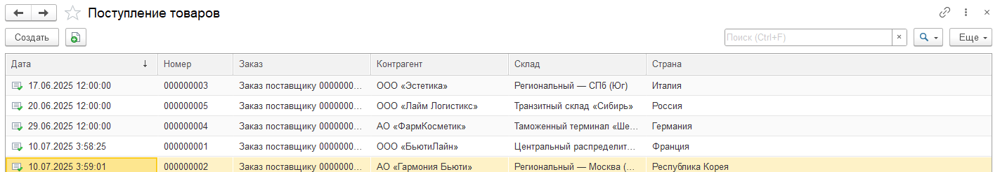 Поступление товаров
Создать Поиск (Ctrl+F) × Еще
Дата ↓ Номер Заказ Контрагент Склад Страна
17.06.2025 12:00:00 000000003 Заказ поставщику 0000000... ООО «Эстетика» Региональный — СПб (Юг) Италия
20.06.2025 12:00:00 000000005 Заказ поставщику 0000000... ООО «Лайм Логистикс» Транзитный склад «Сибирь» Россия
29.06.2025 12:00:00 000000004 Заказ поставщику 0000000... АО «ФармКосметик» Таможенный терминал «Ше... Германия
10.07.2025 3:58:25 000000001 Заказ поставщику 0000000... ООО «БьютиЛайн» Центральный распределит... Франция
10.07.2025 3:59:01 000000002 Заказ поставщику 0000000... АО «Гармония Бьюти» Региональный — Москва (... Республика Корея